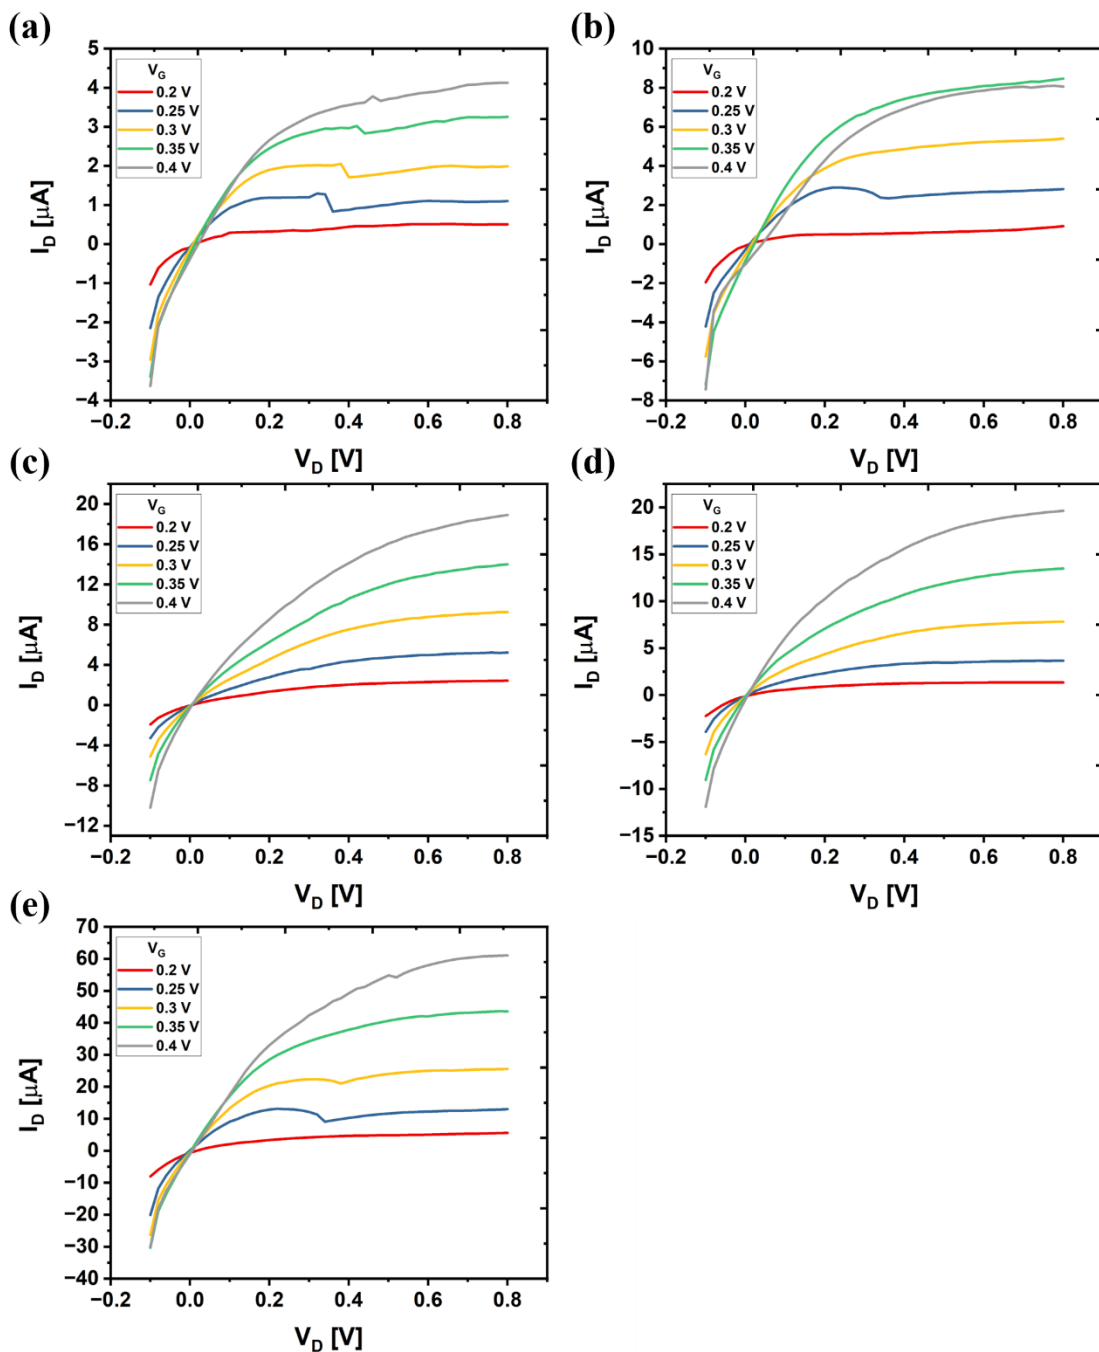 (a)
5
4
3
2
1
0
−1
−2
−3
−4
I_D [μA]
V_G
0.2 V
0.25 V
0.3 V
0.35 V
0.4 V
−0.2 0.0 0.2 0.4 0.6 0.8
V_D [V]
(b)
10
8
6
4
2
0
2
4
6
8
I_D [μA]
V_G
0.2 V
0.25 V
0.3 V
0.35 V
0.4 V
−0.2 0.0 0.2 0.4 0.6 0.8
V_D [V]
(c)
20
16
12
8
4
0
−4
−8
−12
I_D [μA]
V_G
0.2 V
0.25 V
0.3 V
0.35 V
0.4 V
−0.2 0.0 0.2 0.4 0.6 0.8
V_D [V]
(d)
20
15
10
5
0
−5
−10
−15
I_D [μA]
V_G
0.2 V
0.25 V
0.3 V
0.35 V
0.4 V
−0.2 0.0 0.2 0.4 0.6 0.8
V_D [V]
(e)
70
60
50
40
30
20
10
0
−10
−20
−30
−40
I_D [μA]
V_G
0.2 V
0.25 V
0.3 V
0.35 V
0.4 V
−0.2 0.0 0.2 0.4 0.6 0.8
V_D [V]